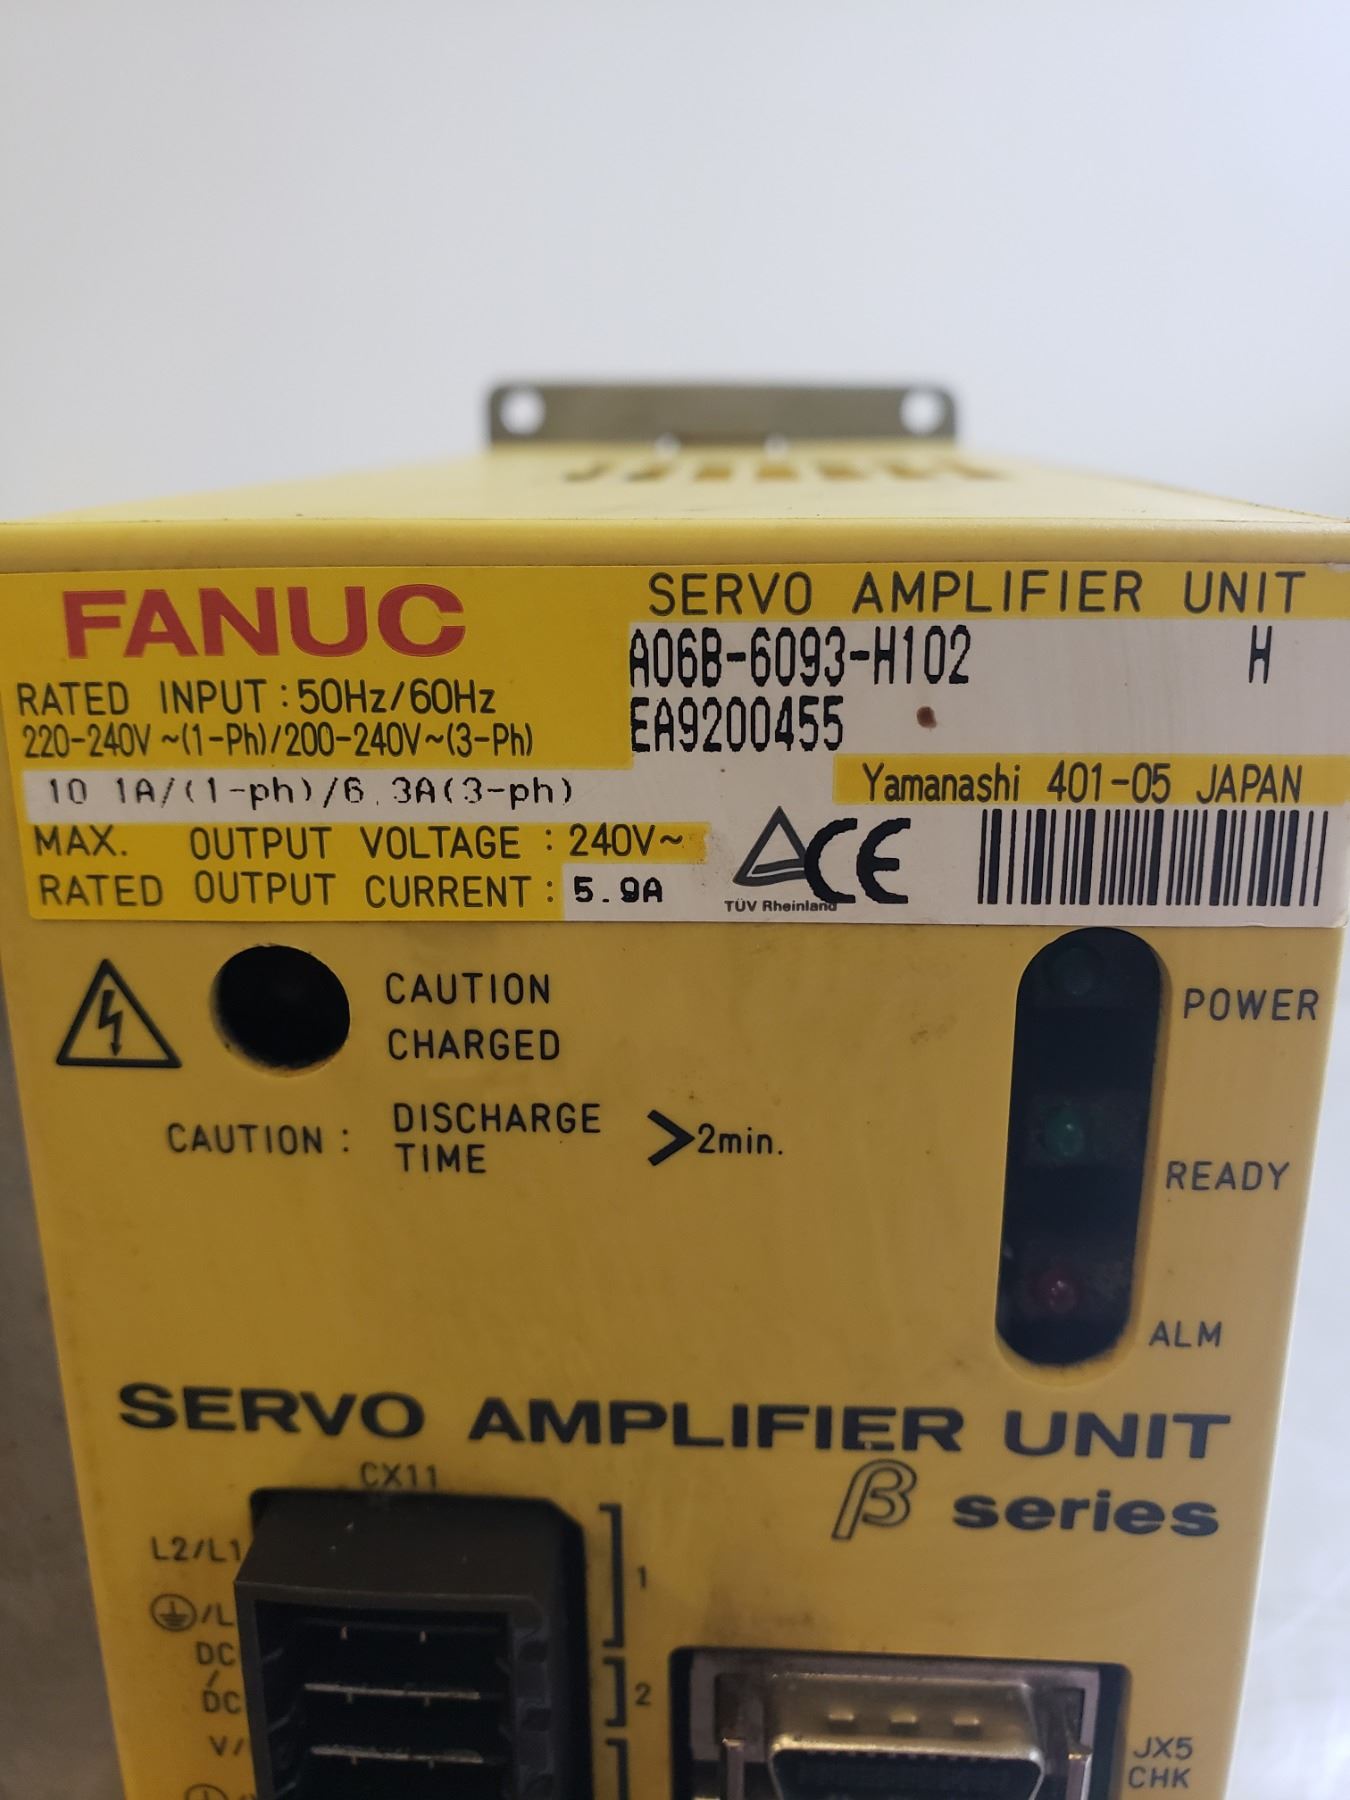 FANUC
SERVO AMPLIFIER UNIT
A06B-6093-H102 H
EA9200455
RATED INPUT : 50Hz/60Hz
220-240V ~(1-Ph)/200-240V~(3-Ph)
10 1A/(1-ph)/6.3A(3-ph)
Yamanashi 401-05 JAPAN
MAX. OUTPUT VOLTAGE : 240V~
RATED OUTPUT CURRENT : 5.9A
TÜV Rheinland
CE
CAUTION
CHARGED
CAUTION : DISCHARGE
TIME >2min.
POWER
READY
ALM
SERVO AMPLIFIER UNIT
β series
CX11
L2/L1
1
/L
DC
/
DC
2
V/
JX5
CHK